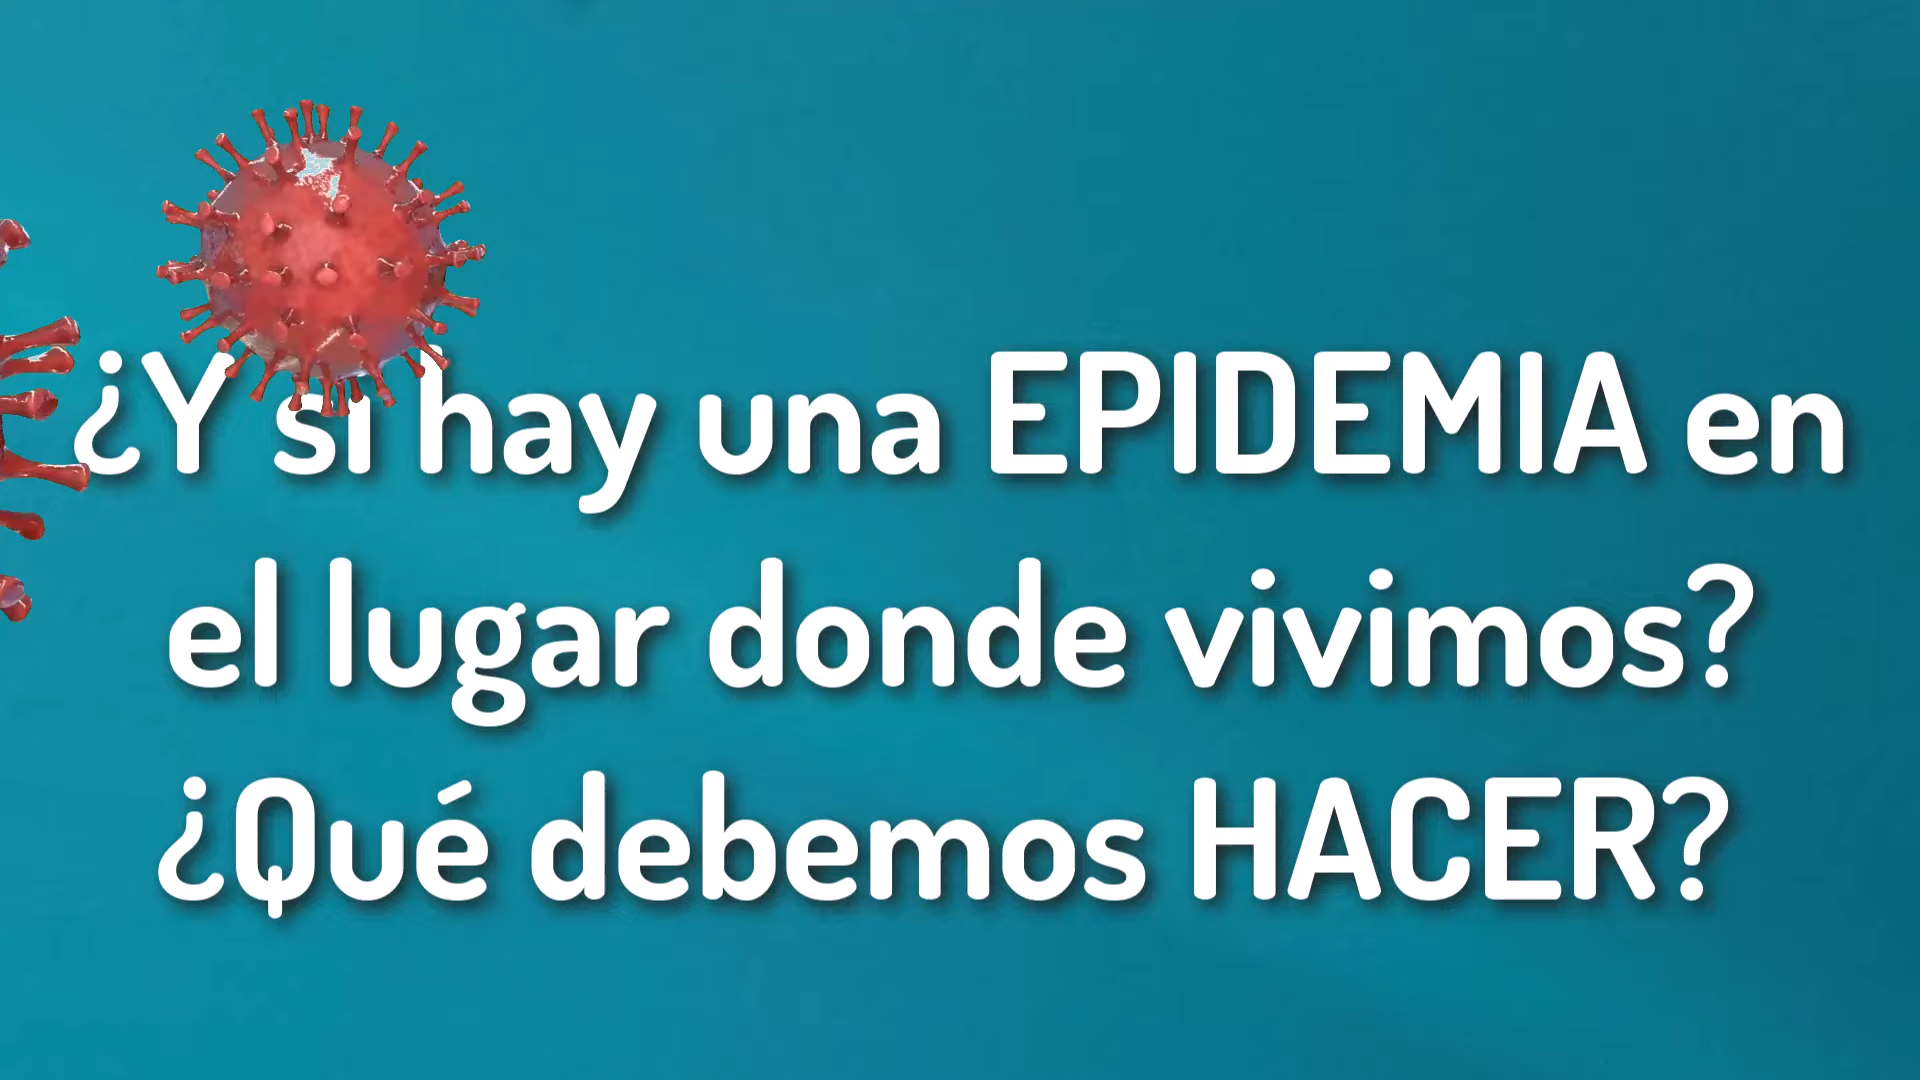 ¿Y si hay una EPIDEMIA en
el lugar donde vivimos?
¿Qué debemos HACER?